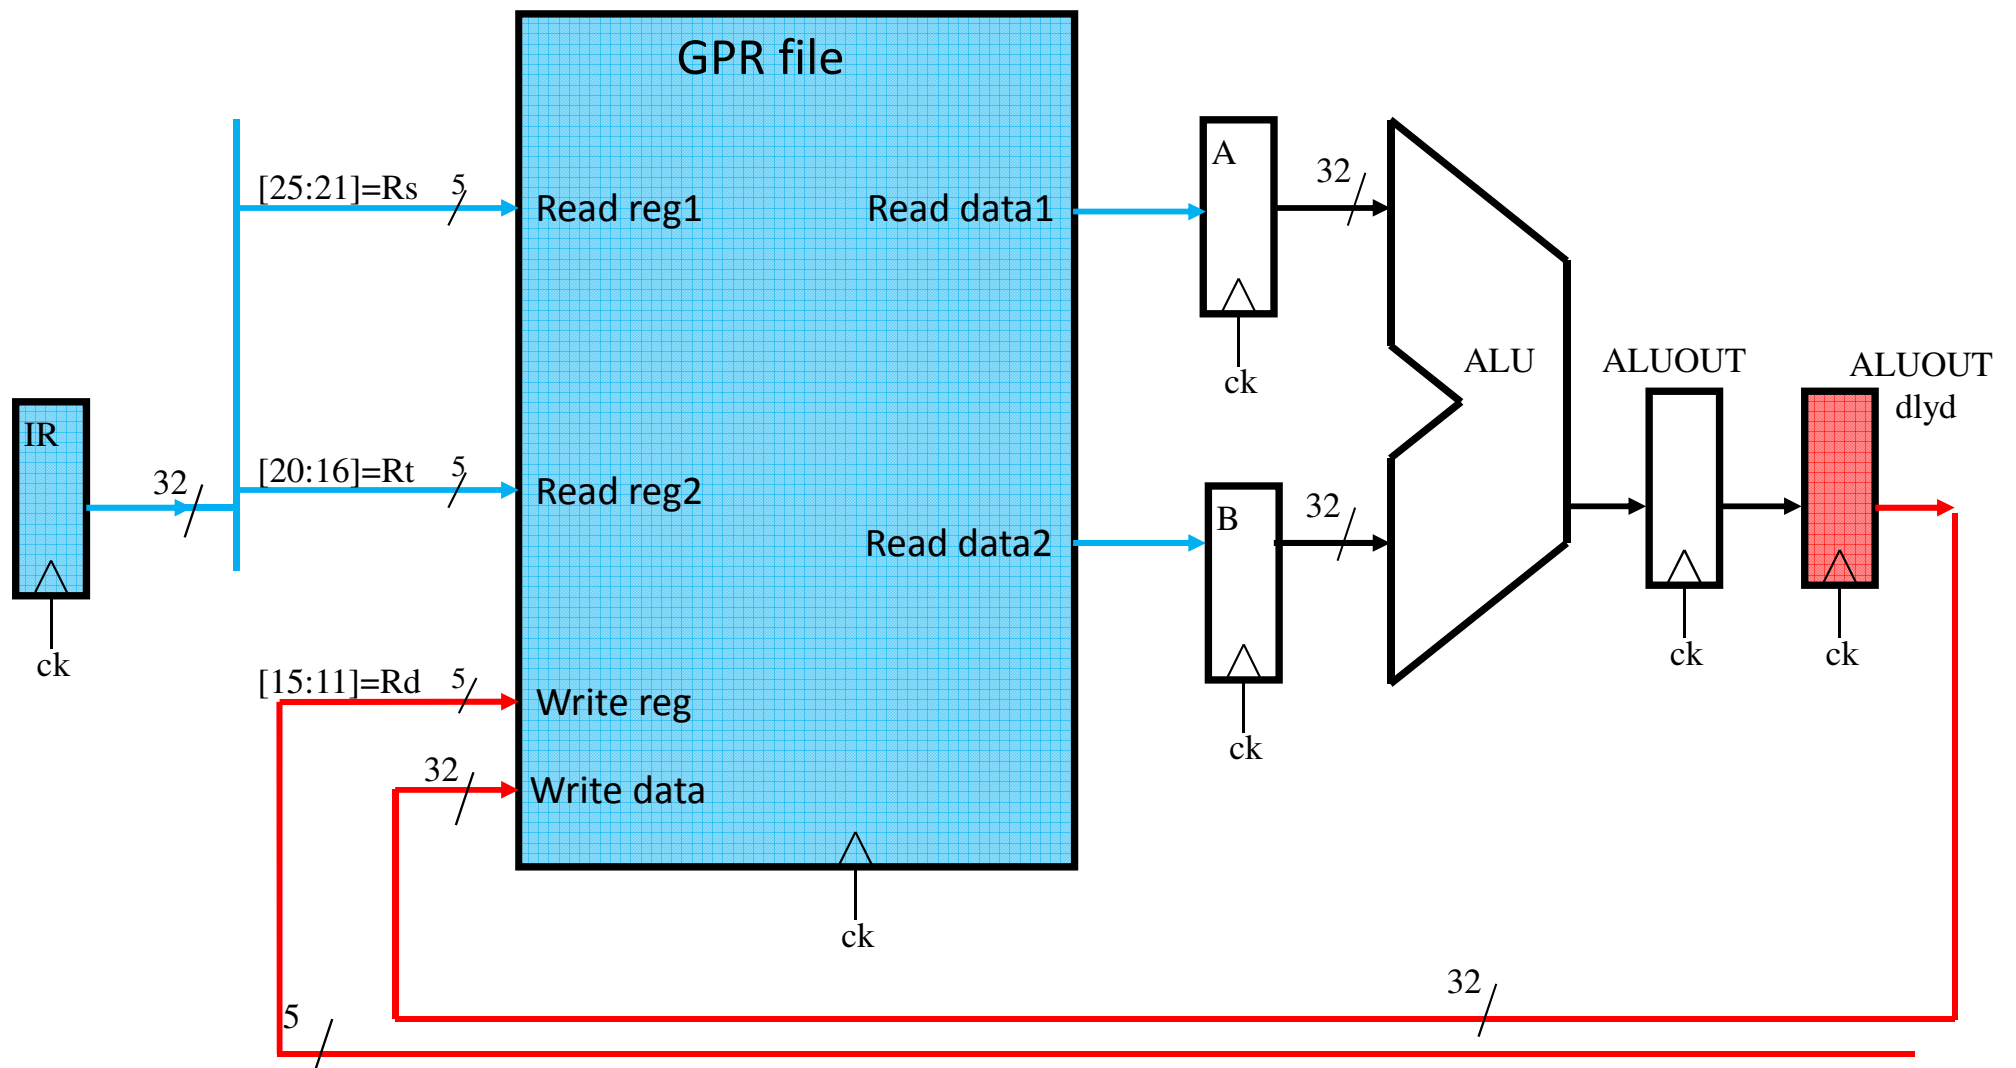 GPR file
[25:21]=Rs
5
Read reg1
Read data1
A
32
ck
IR
32
ck
[20:16]=Rt
5
Read reg2
Read data2
B
32
ck
ALU
ALUOUT
ck
ALUOUT
dlyd
ck
[15:11]=Rd
5
Write reg
32
Write data
ck
32
5